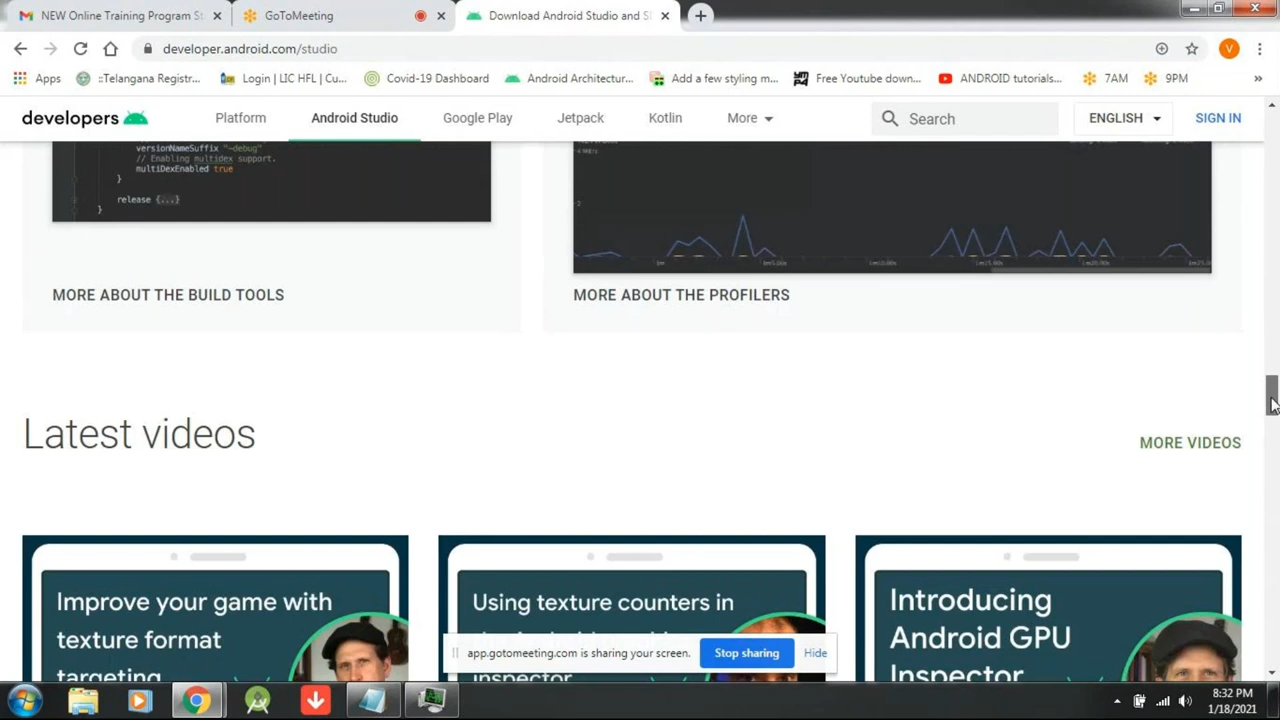 NEW Online Training Program St
GoToMeeting
Download Android Studio and S
developer.android.com/studio
V
Apps
::Telangana Registr...
Login | LIC HFL | Cu...
Covid-19 Dashboard
Android Architectur...
Add a few styling m...
Free Youtube down...
ANDROID tutorials...
7AM
9PM
»
developers
Platform
Android Studio
Google Play
Jetpack
Kotlin
More
Search
ENGLISH
SIGN IN
versionNameSuffix "-debug"
// Enabling multidex support.
multiDexEnabled true
}
release {...}
}
MORE ABOUT THE BUILD TOOLS
MORE ABOUT THE PROFILERS
Latest videos
MORE VIDEOS
Improve your game with
texture format
targeting
Using texture counters in
inspector
Introducing
Android GPU
Inspector
app.gotomeeting.com is sharing your screen.
Stop sharing
Hide
8:32 PM
1/18/2021